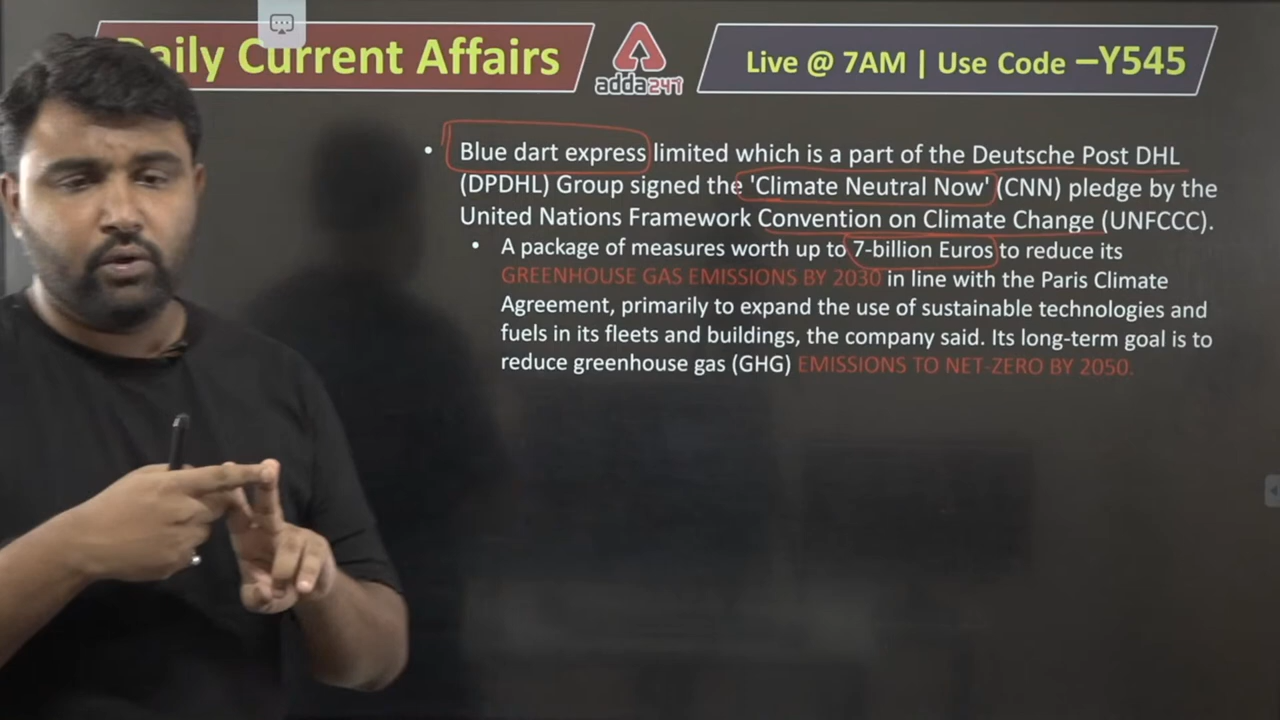 Daily Current Affairs
adda247
Live @ 7AM | Use Code –Y545
• Blue dart express limited which is a part of the Deutsche Post DHL
(DPDHL) Group signed the 'Climate Neutral Now' (CNN) pledge by the
United Nations Framework Convention on Climate Change (UNFCCC).
• A package of measures worth up to 7-billion Euros to reduce its
GREENHOUSE GAS EMISSIONS BY 2030 in line with the Paris Climate
Agreement, primarily to expand the use of sustainable technologies and
fuels in its fleets and buildings, the company said. Its long-term goal is to
reduce greenhouse gas (GHG) EMISSIONS TO NET-ZERO BY 2050.